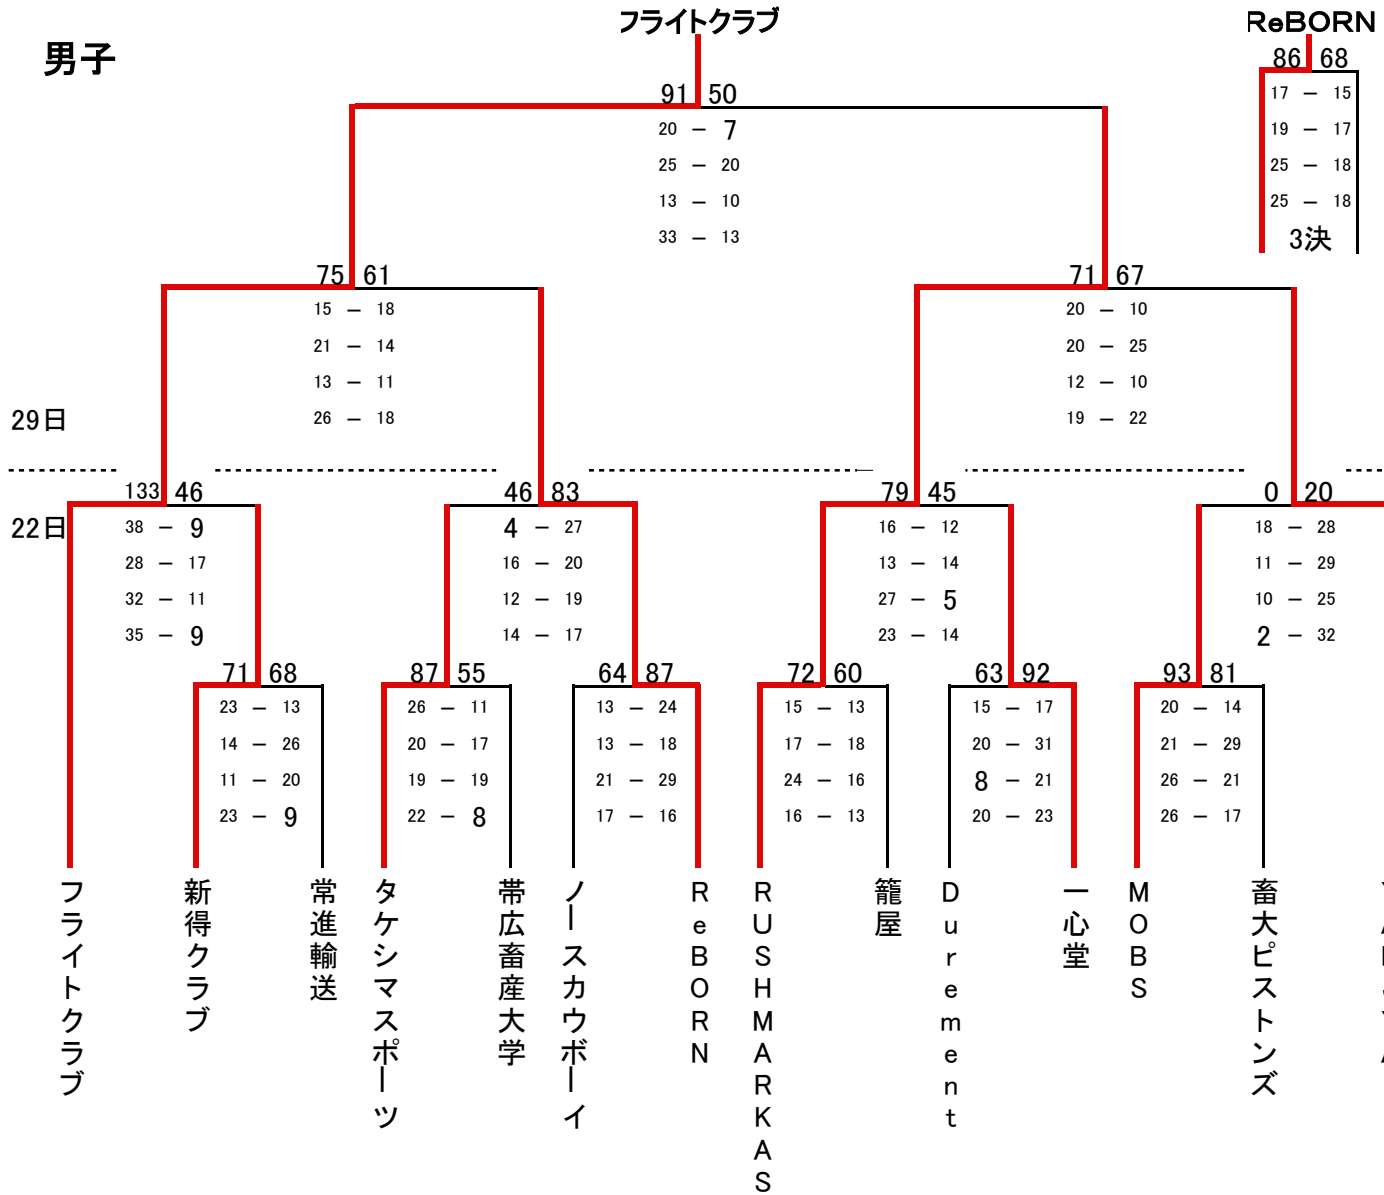 フライトクラブ
ReBORN
男子
86 68
17 － 15
19 － 17
25 － 18
25 － 18
3決
91 50
20 － 7
25 － 20
13 － 10
33 － 13
75 61
15 － 18
21 － 14
13 － 11
26 － 18
71 67
20 － 10
20 － 25
12 － 10
19 － 22
29日
22日
133 46
38 － 9
28 － 17
32 － 11
35 － 9
46 83
4 － 27
16 － 20
12 － 19
14 － 17
79 45
16 － 12
13 － 14
27 － 5
23 － 14
0 20
18 － 28
11 － 29
10 － 25
2 － 32
71 68
23 － 13
14 － 26
11 － 20
23 － 9
87 55
26 － 11
20 － 17
19 － 19
22 － 8
64 87
13 － 24
13 － 18
21 － 29
17 － 16
72 60
15 － 13
17 － 18
24 － 16
16 － 13
63 92
15 － 17
20 － 31
8 － 21
20 － 23
93 81
20 － 14
21 － 29
26 － 21
26 － 17
フライトクラブ
新得クラブ
常進輸送
タケシマスポーツ
帯広畜産大学
ノースカウボーイ
ReBORN
RUSHMARKAS
籠屋
Durement
一心堂
MOBS
畜大ピストンズ